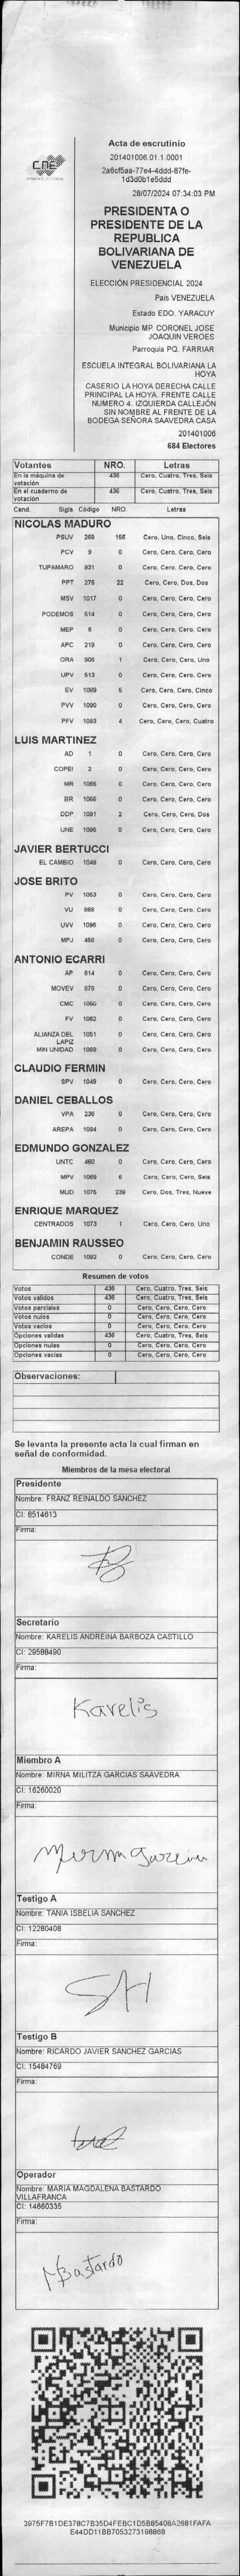 CNE
Acta de escrutinio
201401006.01.1.0001
2a6cf5aa-77e4-4ddd-87fe-
1d3d0b1e5ddd
28/07/2024 07:34:03 PM
PRESIDENTA O
PRESIDENTE DE LA
REPUBLICA
BOLIVARIANA DE
VENEZUELA
ELECCIÓN PRESIDENCIAL 2024
País VENEZUELA
Estado EDO. YARACUY
Municipio MP. CORONEL JOSE
JOAQUIN VEROES
Parroquia PQ. FARRIAR
ESCUELA INTEGRAL BOLIVARIANA LA
HOYA
CASERIO LA HOYA DERECHA CALLE
PRINCIPAL LA HOYA. FRENTE CALLE
NÚMERO 4. IZQUIERDA CALLEJÓN
SIN NOMBRE AL FRENTE DE LA
BODEGA SEÑORA SAAVEDRA CASA
201401006
684 Electores
Votantes NRO. Letras
En la máquina de votación 436 Cero, Cuatro, Tres, Seis
En el cuaderno de votación 436 Cero, Cuatro, Tres, Seis
Cand. Sigla Código NRO. Letras
NICOLAS MADURO
PSUV 269 156 Cero, Uno, Cinco, Seis
PCV 9 0 Cero, Cero, Cero, Cero
TUPAMARO 931 0 Cero, Cero, Cero, Cero
PPT 276 22 Cero, Cero, Dos, Dos
MSV 1017 0 Cero, Cero, Cero, Cero
PODEMOS 514 0 Cero, Cero, Cero, Cero
MEP 6 0 Cero, Cero, Cero, Cero
APC 219 0 Cero, Cero, Cero, Cero
ORA 906 1 Cero, Cero, Cero, Uno
UPV 513 0 Cero, Cero, Cero, Cero
EV 1089 5 Cero, Cero, Cero, Cinco
PVV 1090 0 Cero, Cero, Cero, Cero
PFV 1093 4 Cero, Cero, Cero, Cuatro
LUIS MARTINEZ
AD 1 0 Cero, Cero, Cero, Cero
COPEI 2 0 Cero, Cero, Cero, Cero
MR 1065 0 Cero, Cero, Cero, Cero
BR 1066 0 Cero, Cero, Cero, Cero
DDP 1091 2 Cero, Cero, Cero, Dos
UNE 1095 0 Cero, Cero, Cero, Cero
JAVIER BERTUCCI
EL CAMBIO 1048 0 Cero, Cero, Cero, Cero
JOSE BRITO
PV 1053 0 Cero, Cero, Cero, Cero
VU 868 0 Cero, Cero, Cero, Cero
UVV 1096 0 Cero, Cero, Cero, Cero
MPJ 458 0 Cero, Cero, Cero, Cero
ANTONIO ECARRI
AP 814 0 Cero, Cero, Cero, Cero
MOVEV 878 0 Cero, Cero, Cero, Cero
CMC 1050 0 Cero, Cero, Cero, Cero
FV 1062 0 Cero, Cero, Cero, Cero
ALIANZA DEL LAPIZ 1051 0 Cero, Cero, Cero, Cero
MIN UNIDAD 1068 0 Cero, Cero, Cero, Cero
CLAUDIO FERMIN
SPV 1049 0 Cero, Cero, Cero, Cero
DANIEL CEBALLOS
VPA 236 0 Cero, Cero, Cero, Cero
AREPA 1094 0 Cero, Cero, Cero, Cero
EDMUNDO GONZALEZ
UNTC 460 0 Cero, Cero, Cero, Cero
MPV 1069 6 Cero, Cero, Cero, Seis
MUD 1075 239 Cero, Dos, Tres, Nueve
ENRIQUE MARQUEZ
CENTRADOS 1073 1 Cero, Cero, Cero, Uno
BENJAMIN RAUSSEO
CONDE 1092 0 Cero, Cero, Cero, Cero
Resumen de votos
Votos 436 Cero, Cuatro, Tres, Seis
Votos validos 436 Cero, Cuatro, Tres, Seis
Votos parciales 0 Cero, Cero, Cero, Cero
Votos nulos 0 Cero, Cero, Cero, Cero
Votos vacios 0 Cero, Cero, Cero, Cero
Opciones validas 436 Cero, Cuatro, Tres, Seis
Opciones nulas 0 Cero, Cero, Cero, Cero
Opciones vacias 0 Cero, Cero, Cero, Cero
Observaciones:
Se levanta la presente acta la cual firman en
señal de conformidad.
Miembros de la mesa electoral
Presidente
Nombre: FRANZ REINALDO SANCHEZ
CI: 8514613
Firma:
Secretario
Nombre: KARELIS ANDREINA BARBOZA CASTILLO
CI: 29588490
Firma:
Karelis
Miembro A
Nombre: MIRNA MILITZA GARCIAS SAAVEDRA
CI: 16260020
Firma:
Testigo A
Nombre: TANIA ISBELIA SANCHEZ
CI: 12280408
Firma:
Testigo B
Nombre: RICARDO JAVIER SANCHEZ GARCIAS
CI: 15484769
Firma:
Operador
Nombre: MARIA MAGDALENA BASTARDO
VILLAFRANCA
CI: 14660335
Firma:
MBastardo
3975F7B1DE378C7B35D4FEBC1D5B85408A2681FAFA
E44DD11BB7053273198868